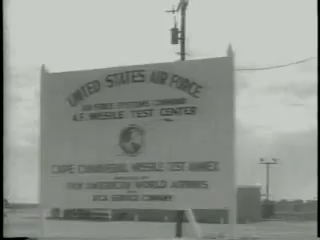 UNITED STATES AIR FORCE
AIR FORCE SYSTEMS COMMAND
A.F. MISSILE TEST CENTER
CAPE CANAVERAL MISSILE TEST ANNEX
PAN AMERICAN WORLD AIRWAYS
RCA SERVICE COMPANY